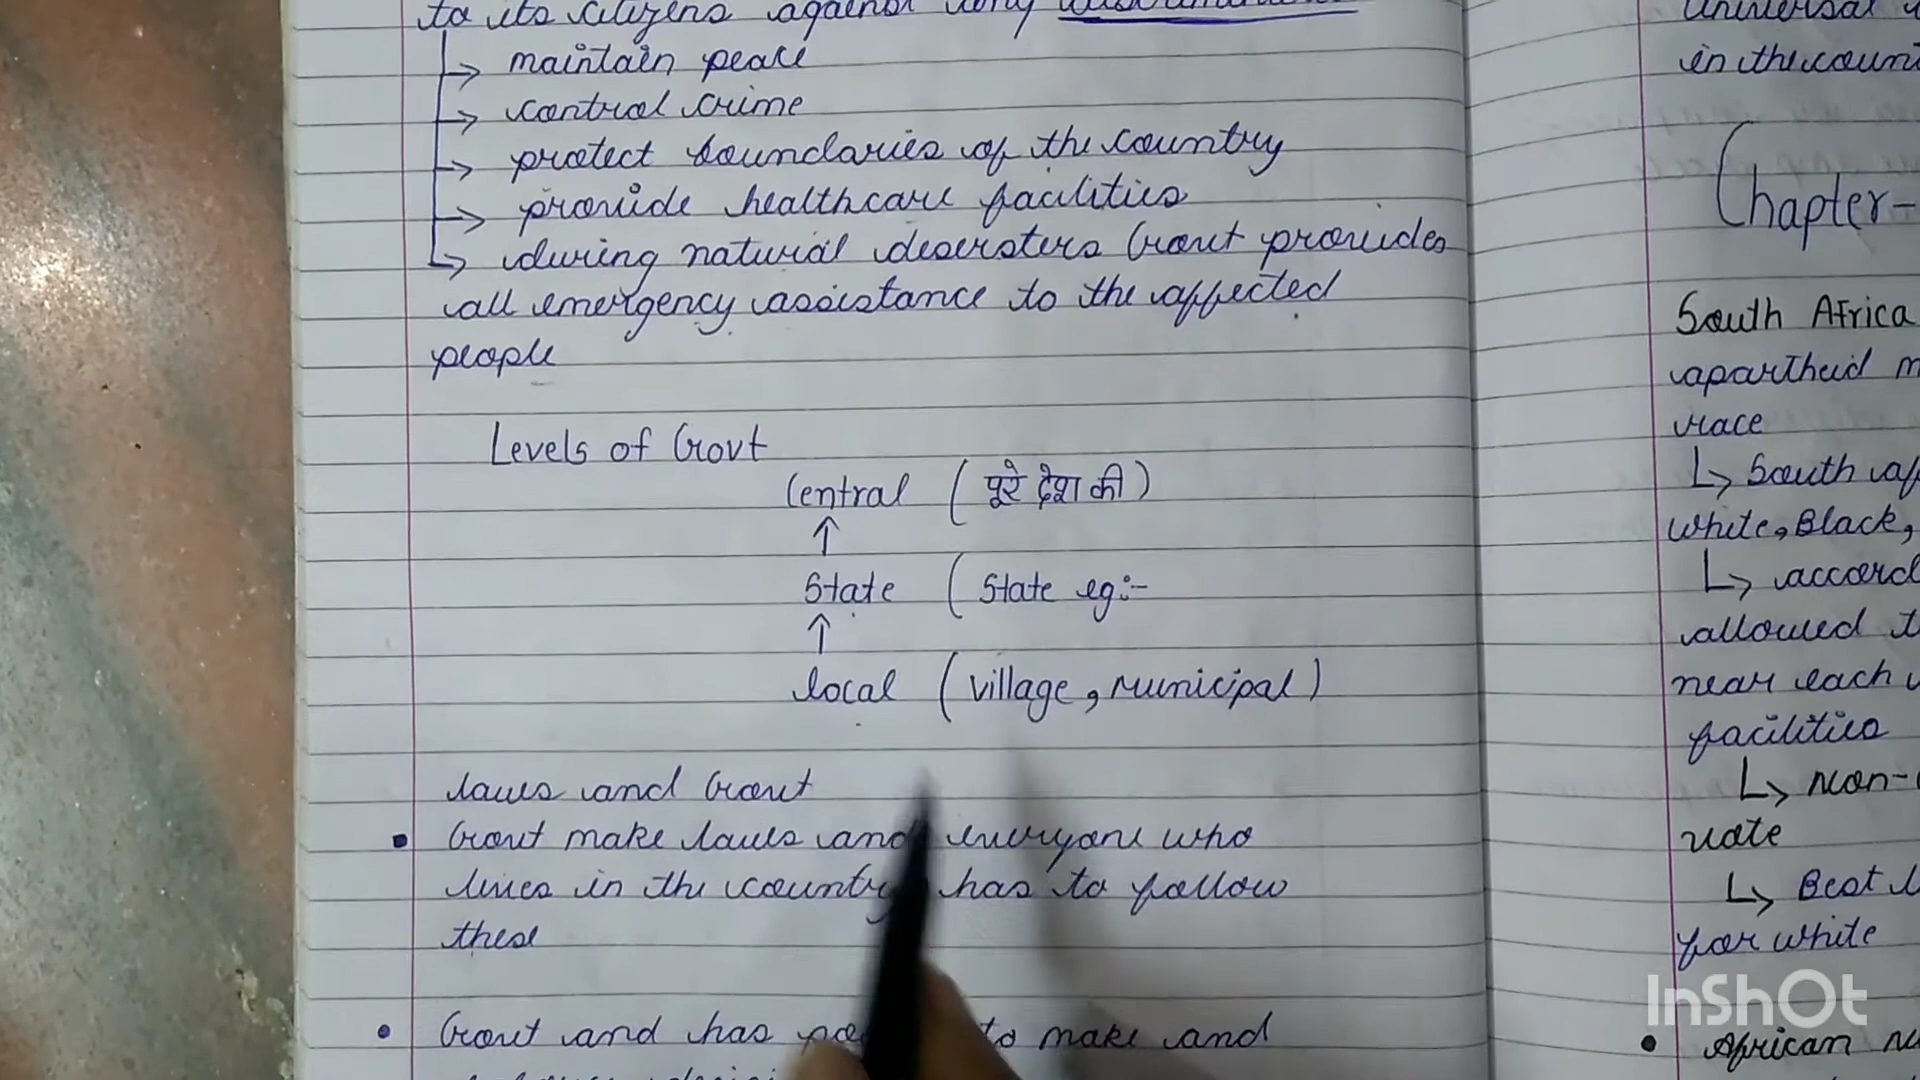 to its citizens against any
→ maintain peace
→ control crime
→ protect boundaries of the country
→ provide healthcare facilities
→ during natural desersters Govt provides
all emergency assistance to the affected
people
Levels of Govt
Central (पूरे देश की)
↑
State (State eg:-
↑
local (village, municipal)
laws and Govt
• Govt make laws and everyone who
lives in the country has to follow
these
• Govt and has to make and
universal
in the
Chapter-
South Africa
apartheid
race
↳ South
white, Black,
↳
allowed
near each
facilities
↳ non-
vote
↳ Best
for white
• African
InShOt